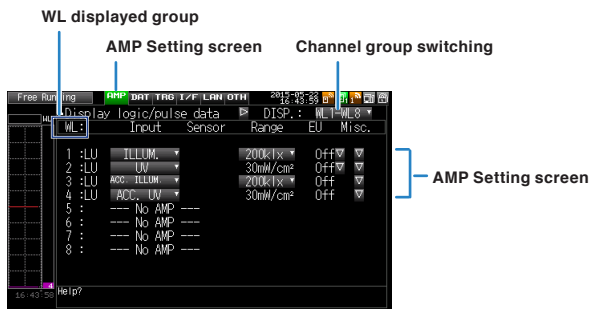 WL displayed group
AMP Setting screen Channel group switching
Free Running AMP DAT TRG I/F LAN OTH 2015-05-22 16:43:59
Display logic/pulse data DISP.: WL1-WL8
WL: Input Sensor Range EU Misc.
1 :LU ILLUM. 200klx Off
2 :LU UV 30mW/cm² Off
3 :LU ACC. ILLUM. 200klx Off
4 :LU ACC. UV 30mW/cm² Off
AMP Setting screen
5 : --- No AMP ---
6 : --- No AMP ---
7 : --- No AMP ---
8 : --- No AMP ---
4
16:43:58 Help?